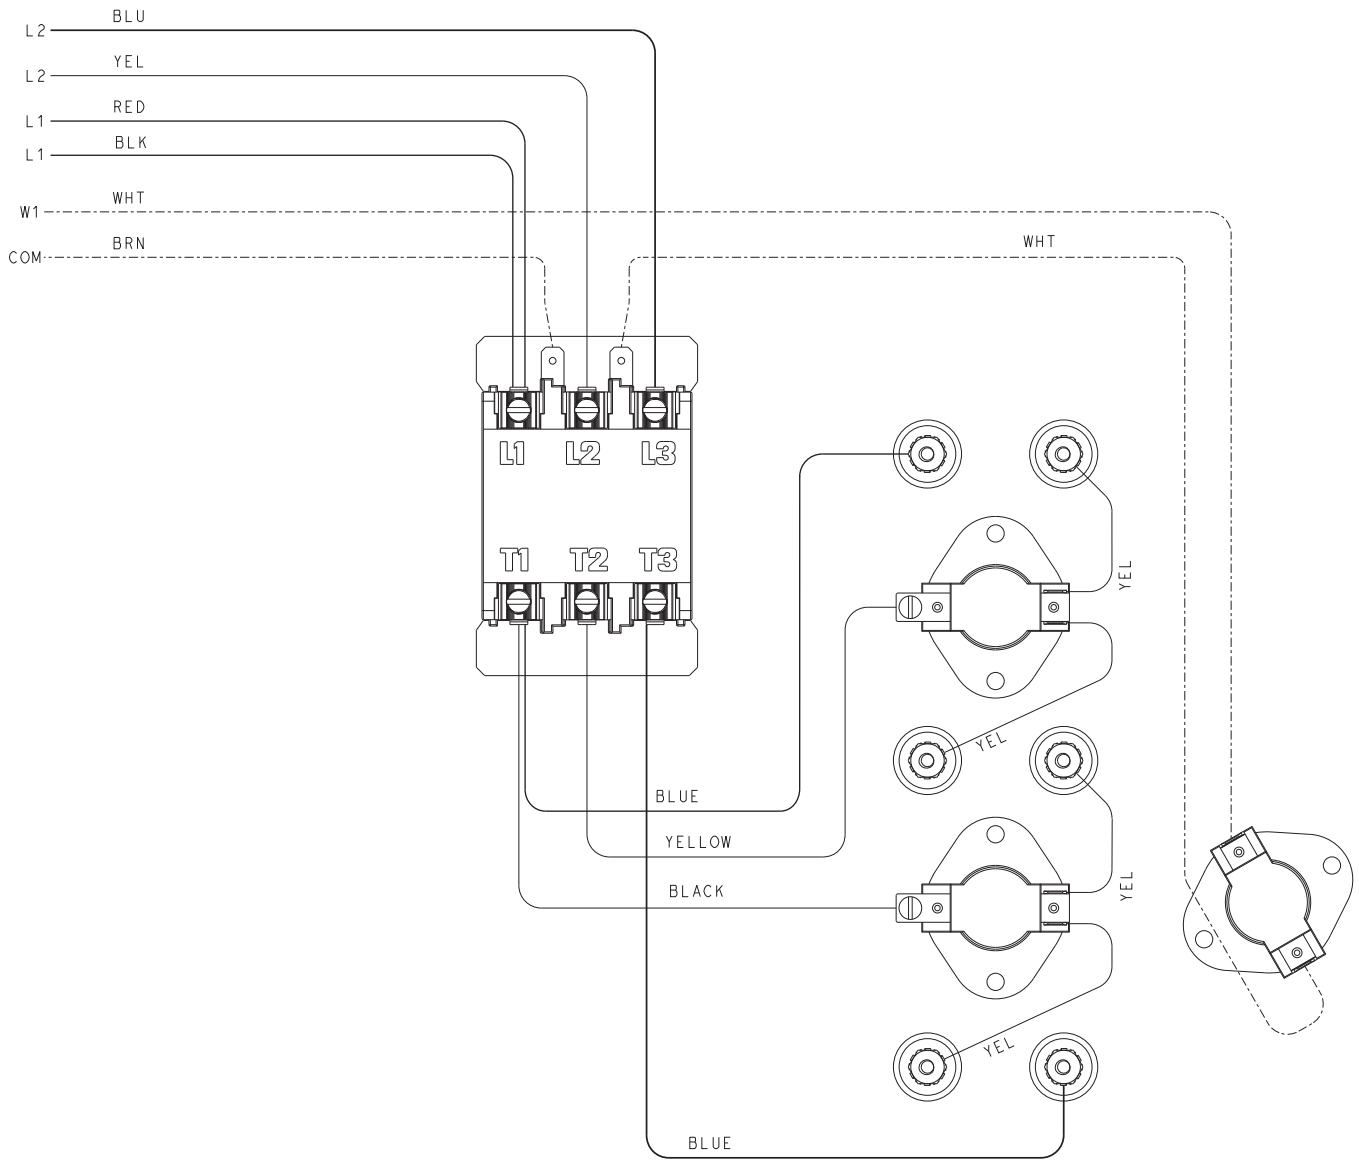 BLU
L2
YEL
L2
RED
L1
BLK
L1
WHT
W1
BRN
COM
WHT
L1 L2 L3
T1 T2 T3
YEL
YEL
BLUE
YELLOW
BLACK
YEL
YEL
BLUE